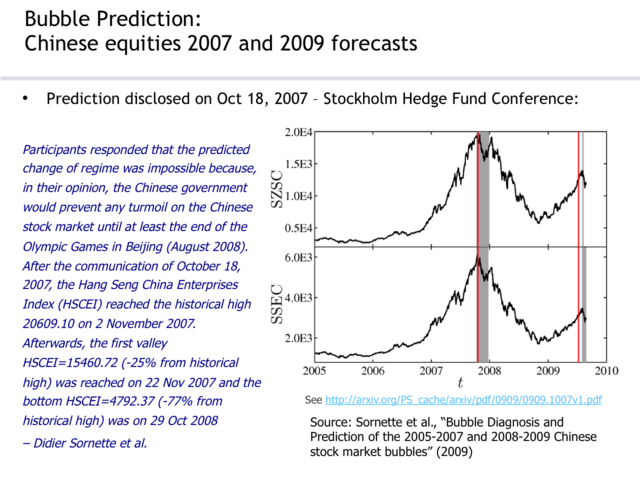 Bubble Prediction:
Chinese equities 2007 and 2009 forecasts
• Prediction disclosed on Oct 18, 2007 – Stockholm Hedge Fund Conference:
Participants responded that the predicted
change of regime was impossible because,
in their opinion, the Chinese government
would prevent any turmoil on the Chinese
stock market until at least the end of the
Olympic Games in Beijing (August 2008).
After the communication of October 18,
2007, the Hang Seng China Enterprises
Index (HSCEI) reached the historical high
20609.10 on 2 November 2007.
Afterwards, the first valley
HSCEI=15460.72 (-25% from historical
high) was reached on 22 Nov 2007 and the
bottom HSCEI=4792.37 (-77% from
historical high) was on 29 Oct 2008
– Didier Sornette et al.
2.0E4
1.5E3
1.0E4
0.5E4
SZSC
6.0E3
4.0E3
2.0E3
SSEC
2005 2006 2007 2008 2009 2010
t
See http://arxiv.org/PS_cache/arxiv/pdf/0909/0909.1007v1.pdf
Source: Sornette et al., “Bubble Diagnosis and
Prediction of the 2005-2007 and 2008-2009 Chinese
stock market bubbles” (2009)